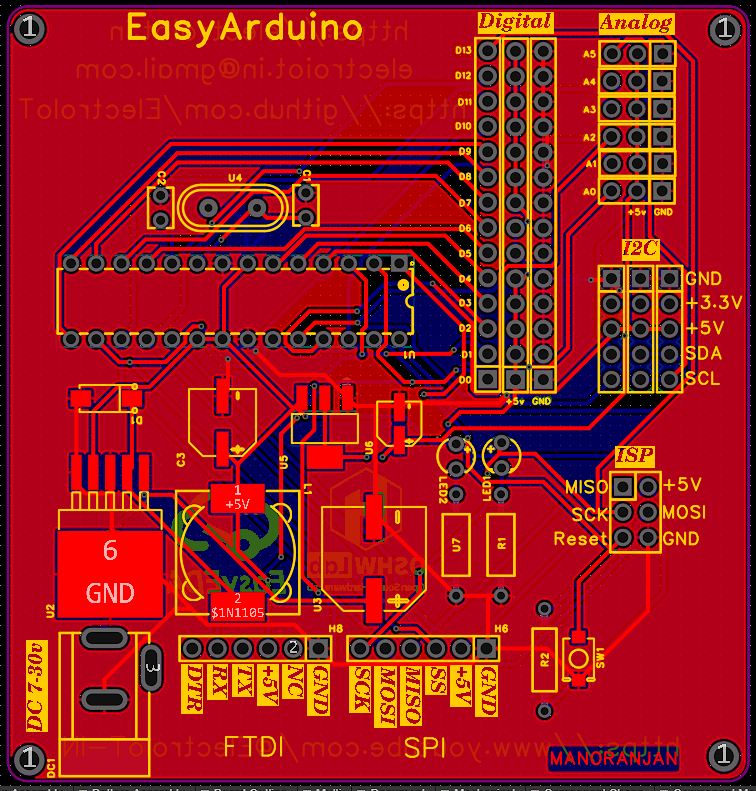 1
EasyArduino
Digital
Analog
1
https://in
electroiot.in@gmail.com
https://github.com/ElectroIoT
D13
D12
D11
D10
D9
D8
D7
D6
D5
D4
D3
D2
D1
D0
+5v GND
A5
A4
A3
A2
A1
A0
+5v GND
C2
U4
C1
U1
I2C
GND
+3.3V
+5V
SDA
SCL
D1
C3
U5
U6
L1
LED2
LED1
ISP
MISO
+5V
SCK
MOSI
Reset
GND
1
+5V
6
GND
U2
EasyEDA
OSHWLab
2
$1N1105
U3
U7
R1
R2
SW1
H8
H6
2
3
DC 7-30v
DC1
DTR
RX
TX
+5V
NC
GND
SCK
MOSI
MISO
SS
+5V
GND
FTDI
SPI
MANORANJAN
1
1